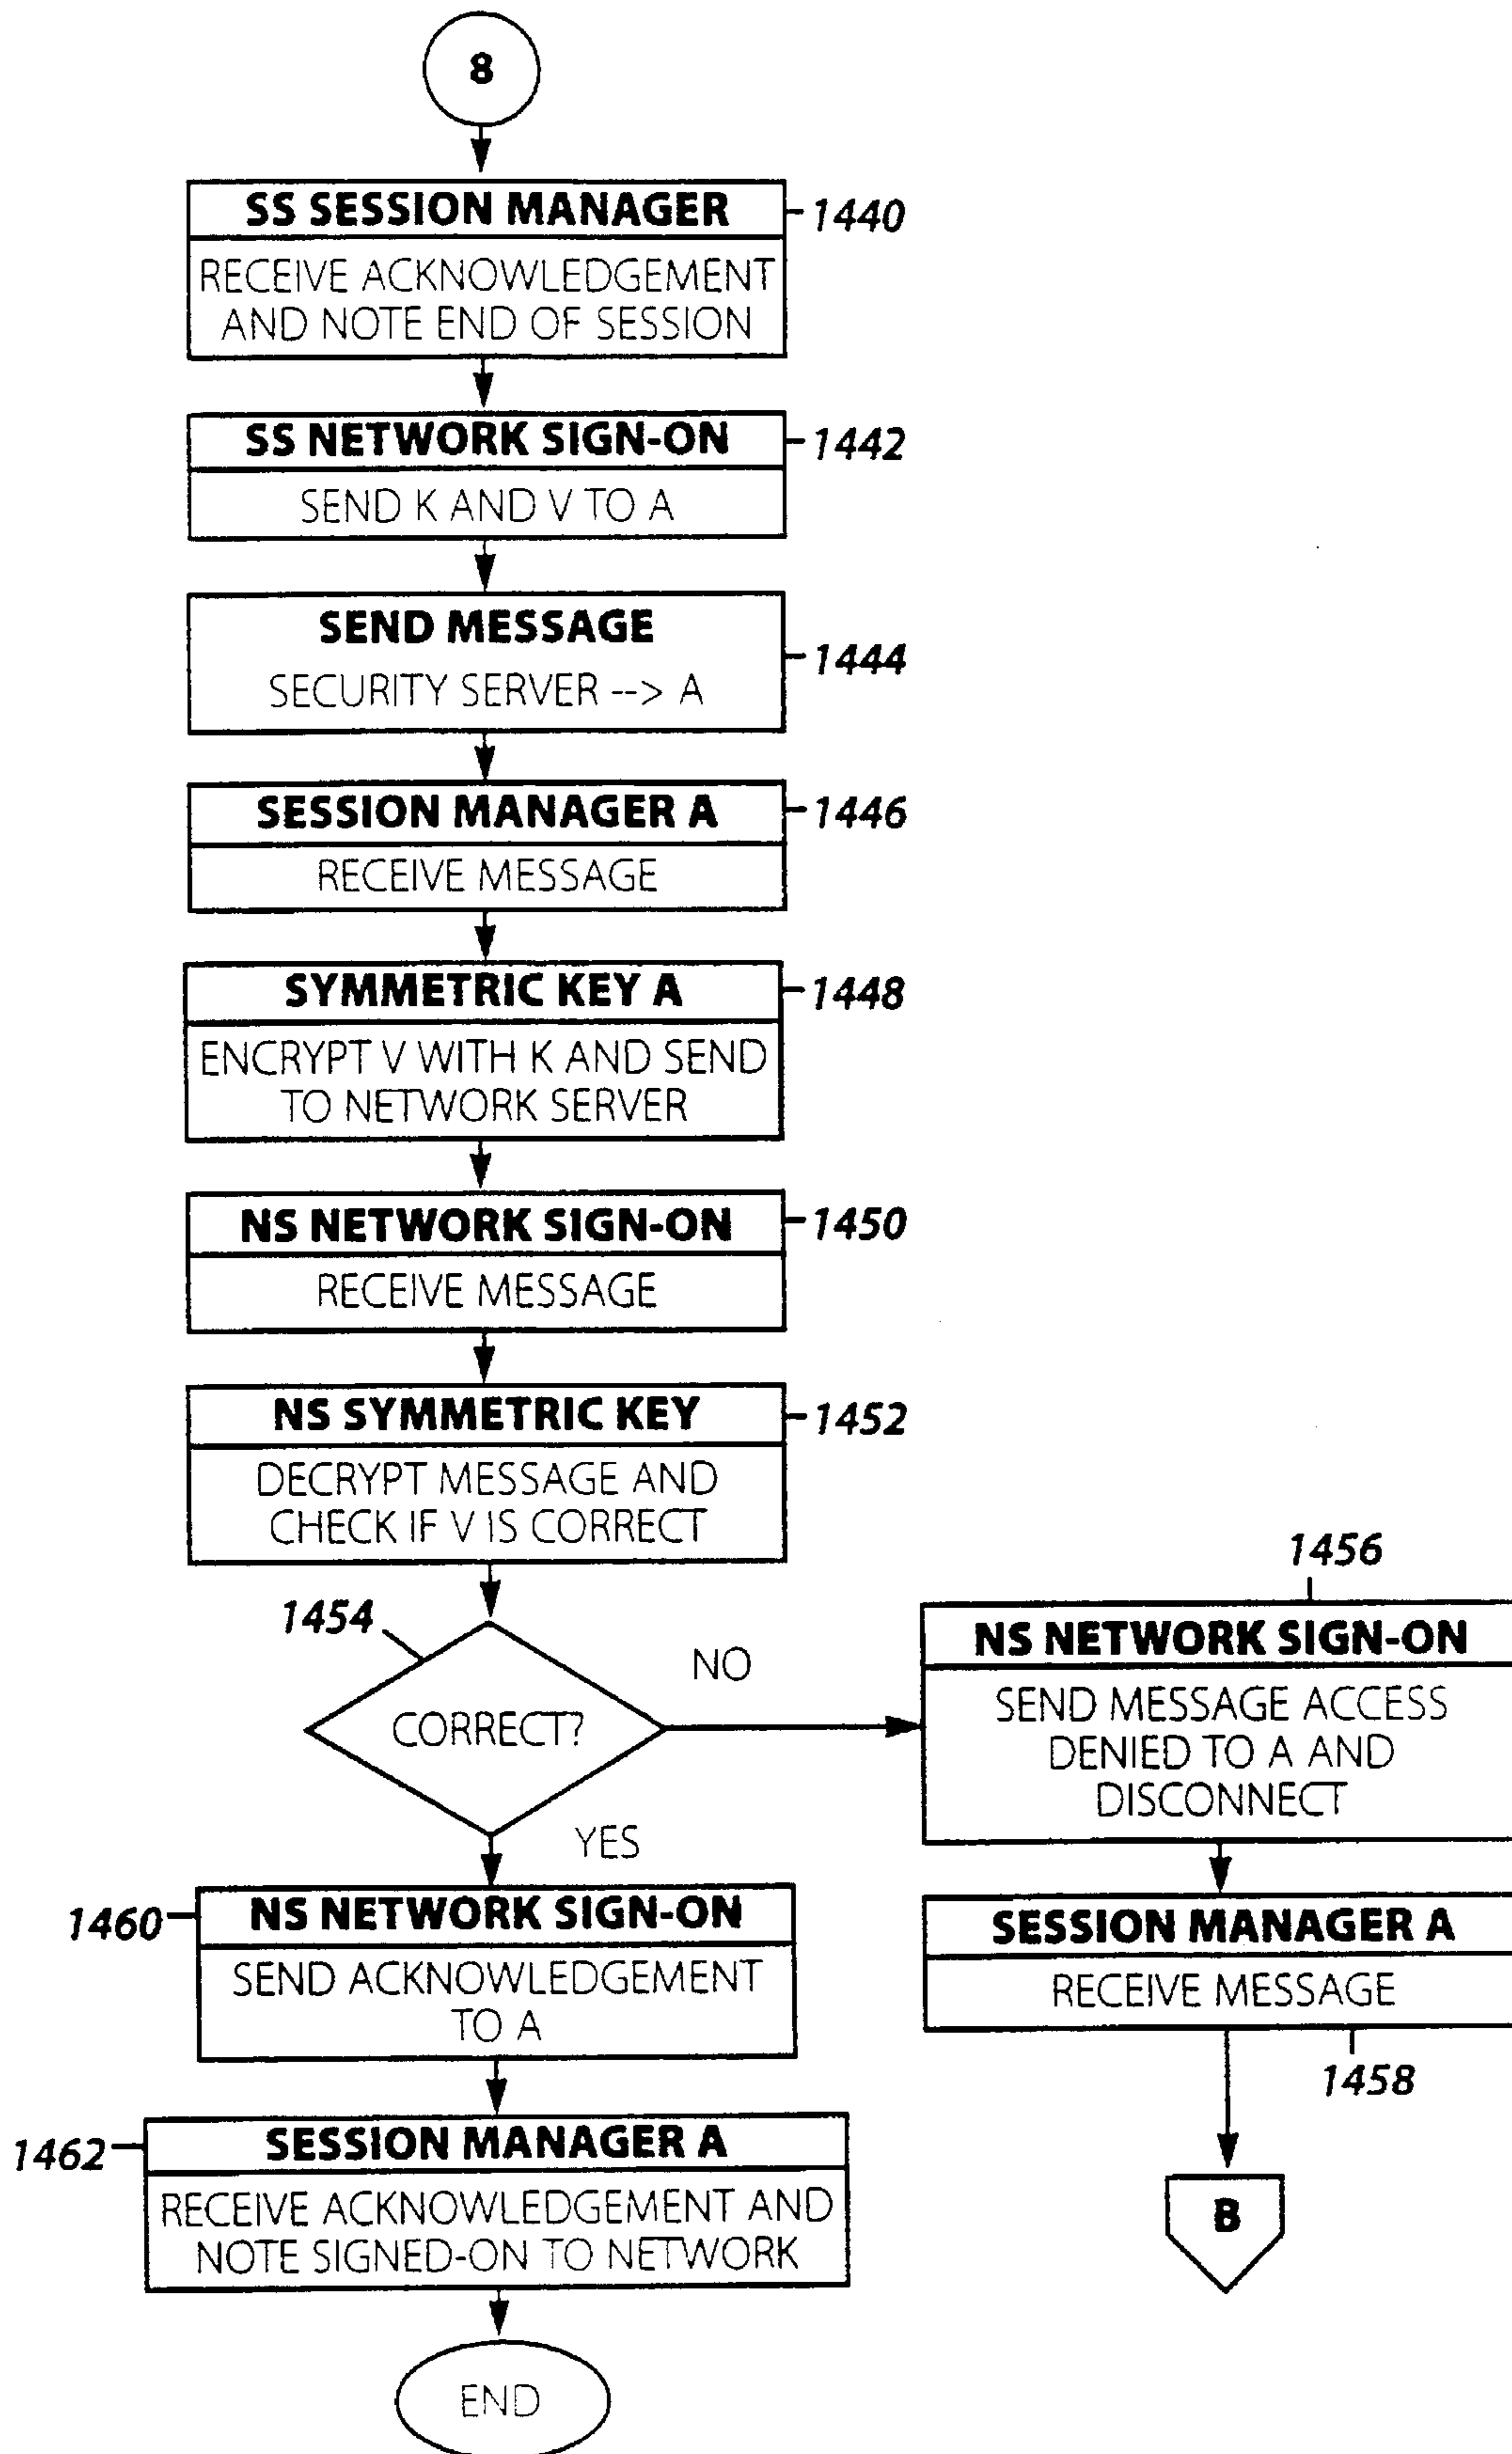 8
SS SESSION MANAGER
1440
RECEIVE ACKNOWLEDGEMENT
AND NOTE END OF SESSION
SS NETWORK SIGN-ON
1442
SEND K AND V TO A
SEND MESSAGE
1444
SECURITY SERVER --> A
SESSION MANAGER A
1446
RECEIVE MESSAGE
SYMMETRIC KEY A
1448
ENCRYPT V WITH K AND SEND
TO NETWORK SERVER
NS NETWORK SIGN-ON
1450
RECEIVE MESSAGE
NS SYMMETRIC KEY
1452
DECRYPT MESSAGE AND
CHECK IF V IS CORRECT
1454
CORRECT?
NO
YES
1456
NS NETWORK SIGN-ON
SEND MESSAGE ACCESS
DENIED TO A AND
DISCONNECT
SESSION MANAGER A
RECEIVE MESSAGE
1458
B
1460
NS NETWORK SIGN-ON
SEND ACKNOWLEDGEMENT
TO A
1462
SESSION MANAGER A
RECEIVE ACKNOWLEDGEMENT AND
NOTE SIGNED-ON TO NETWORK
END